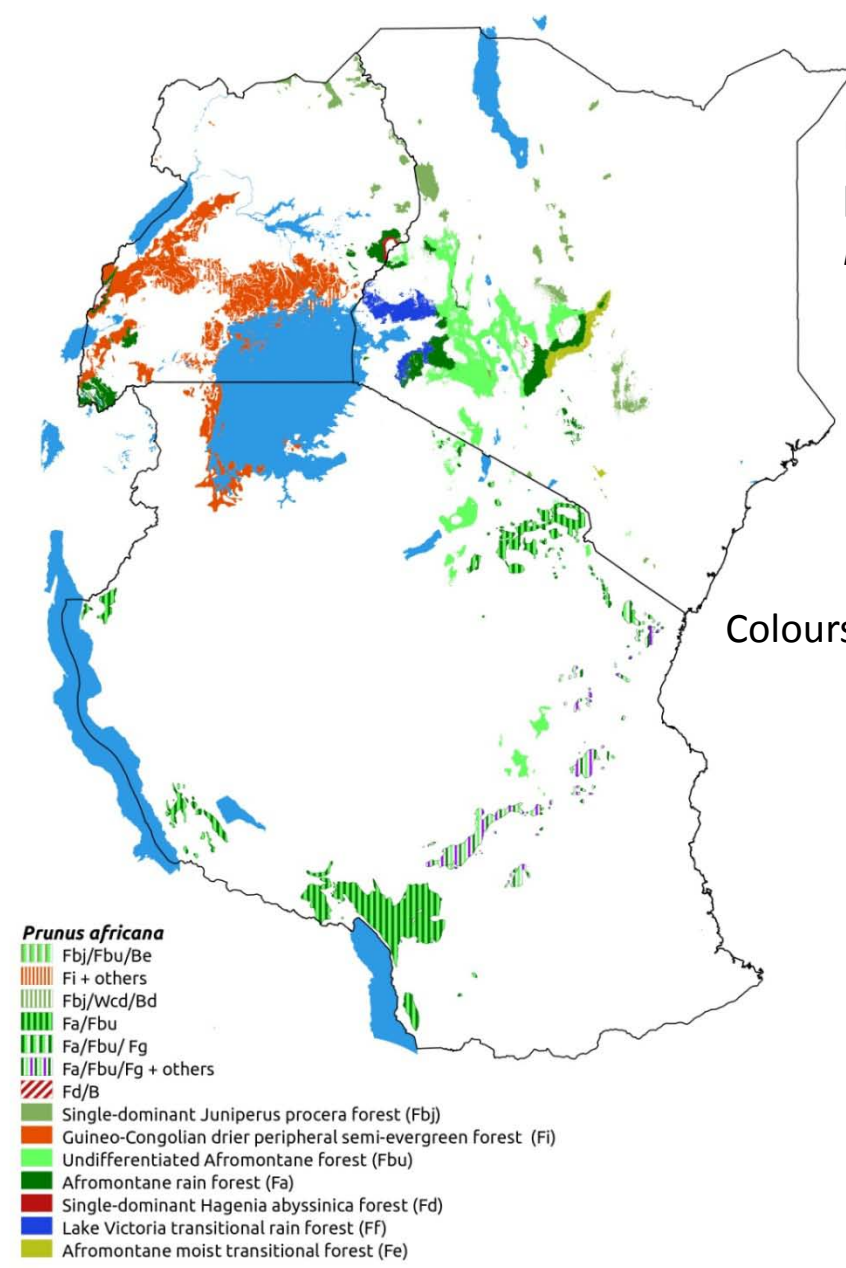 Colours
Prunus africana
Fbj/Fbu/Be
Fi + others
Fbj/Wcd/Bd
Fa/Fbu
Fa/Fbu/ Fg
Fa/Fbu/Fg + others
Fd/B
Single-dominant Juniperus procera forest (Fbj)
Guineo-Congolian drier peripheral semi-evergreen forest (Fi)
Undifferentiated Afromontane forest (Fbu)
Afromontane rain forest (Fa)
Single-dominant Hagenia abyssinica forest (Fd)
Lake Victoria transitional rain forest (Ff)
Afromontane moist transitional forest (Fe)